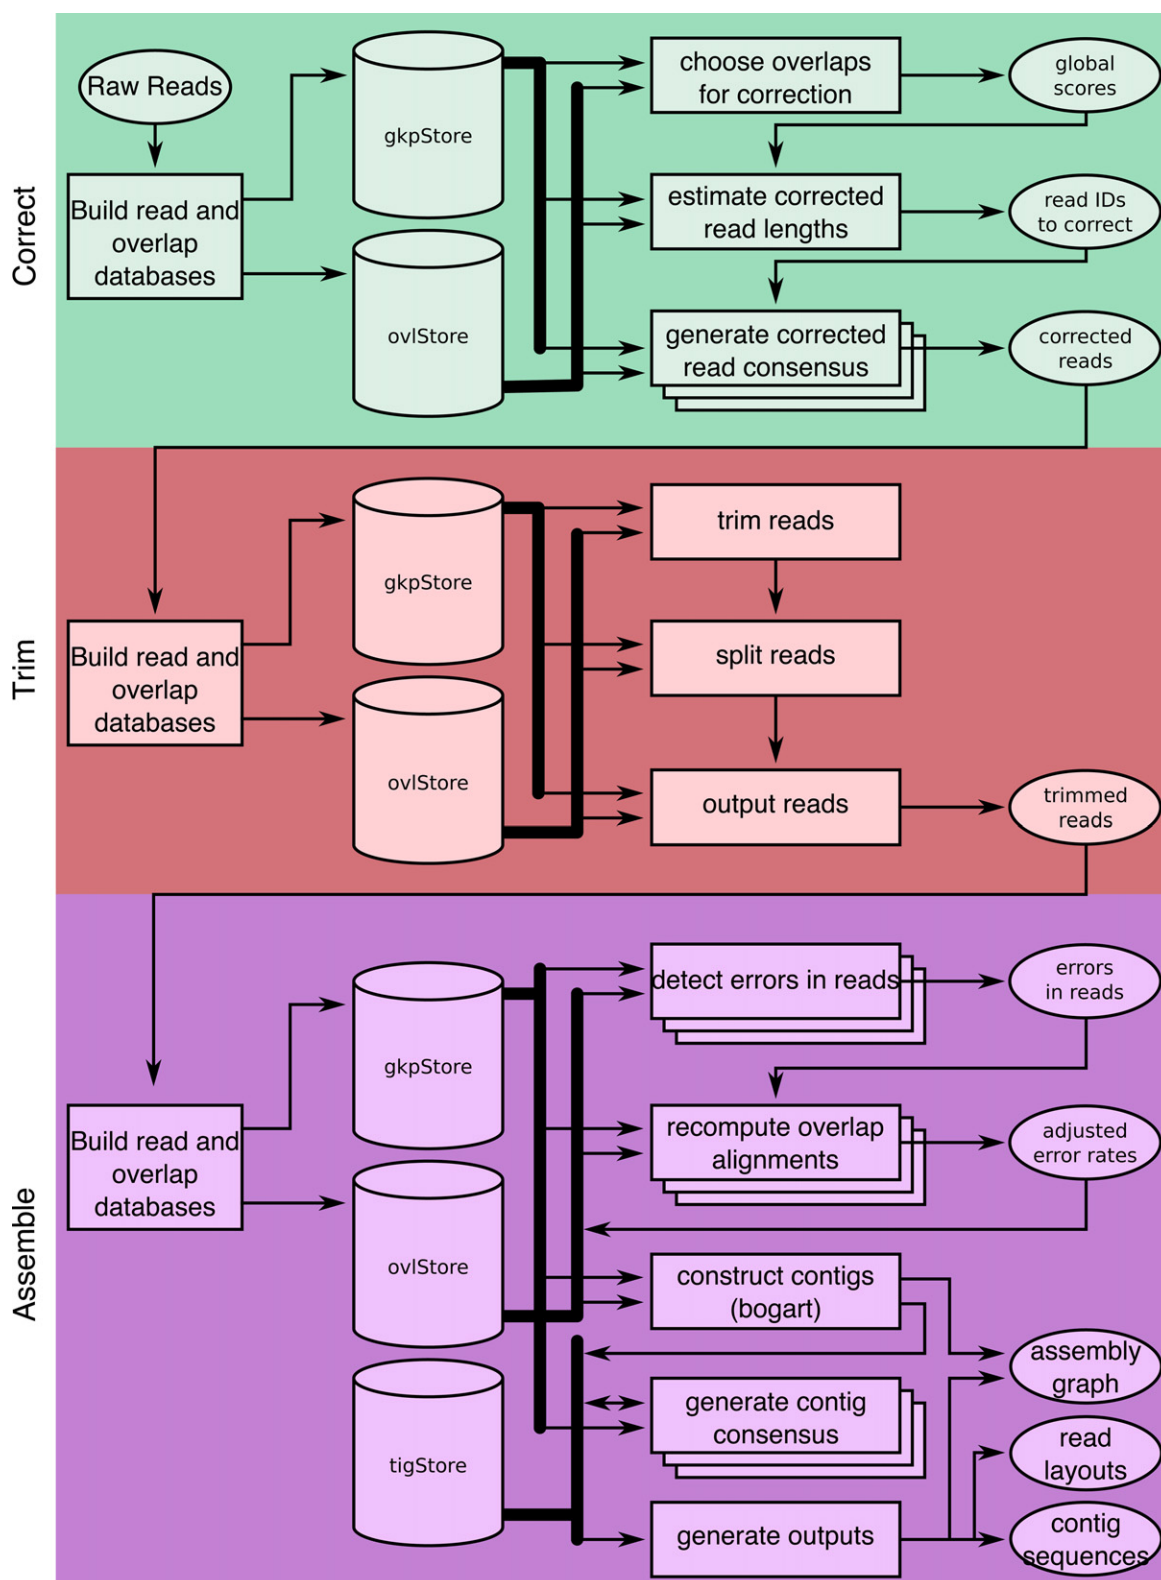 Correct
Raw Reads
Build read and
overlap
databases
gkpStore
ovlStore
choose overlaps
for correction
global
scores
estimate corrected
read lengths
read IDs
to correct
generate corrected
read consensus
corrected
reads
Trim
Build read and
overlap
databases
gkpStore
ovlStore
trim reads
split reads
output reads
trimmed
reads
Assemble
Build read and
overlap
databases
gkpStore
ovlStore
tigStore
detect errors in reads
errors
in reads
recompute overlap
alignments
adjusted
error rates
construct contigs
(bogart)
assembly
graph
generate contig
consensus
read
layouts
generate outputs
contig
sequences